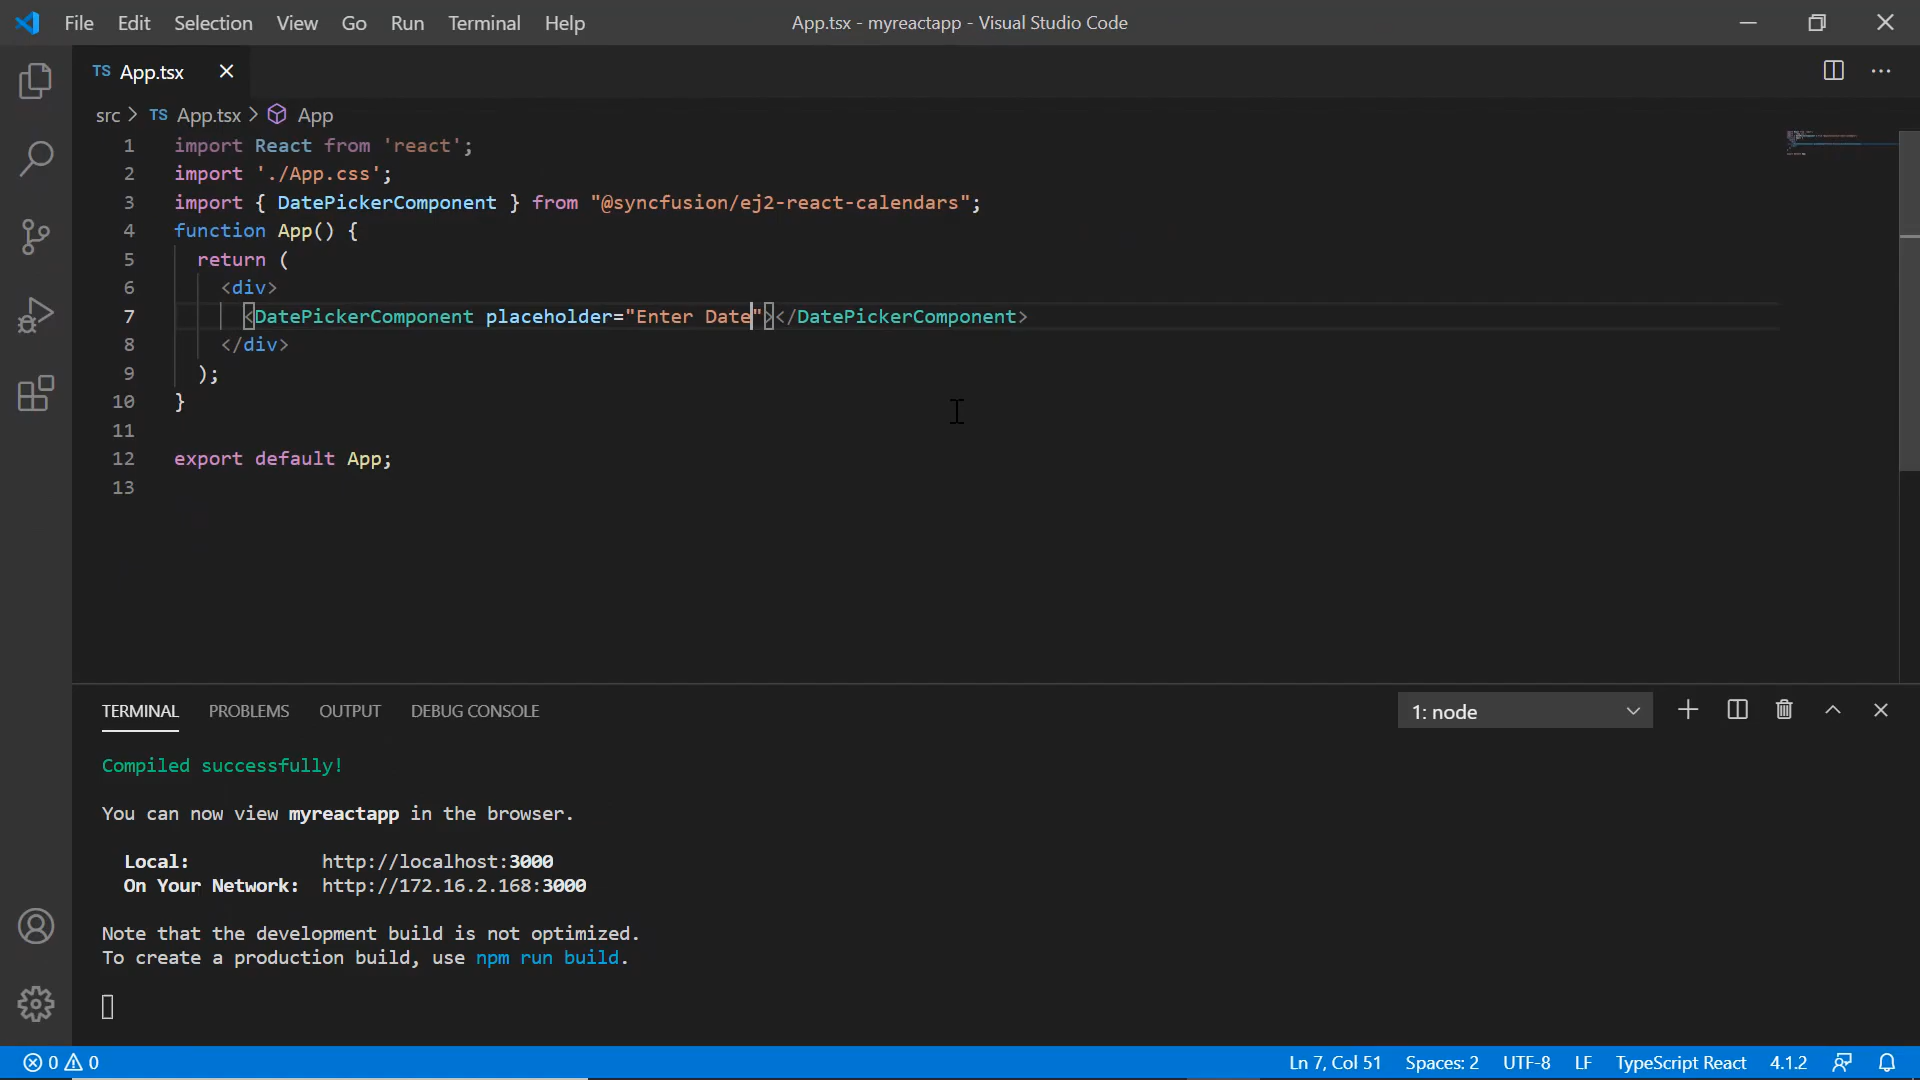 File Edit Selection View Go Run Terminal Help App.tsx - myreactapp - Visual Studio Code
TS App.tsx
src > TS App.tsx > App
1 import React from 'react';
2 import './App.css';
3 import { DatePickerComponent } from "@syncfusion/ej2-react-calendars";
4 function App() {
5 return (
6 <div>
7 <DatePickerComponent placeholder="Enter Date"></DatePickerComponent>
8 </div>
9 );
10 }
11
12 export default App;
13
TERMINAL PROBLEMS OUTPUT DEBUG CONSOLE 1: node
Compiled successfully!
You can now view myreactapp in the browser.
Local: http://localhost:3000
On Your Network: http://172.16.2.168:3000
Note that the development build is not optimized.
To create a production build, use npm run build.
0 0 Ln 7, Col 51 Spaces: 2 UTF-8 LF TypeScript React 4.1.2